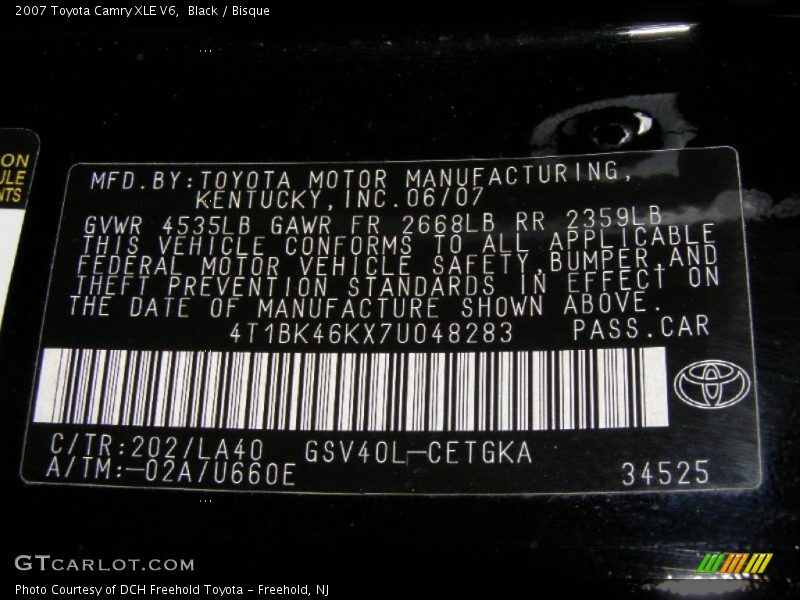 2007 Toyota Camry XLE V6, Black / Bisque
ON
ULE
NTS
MFD.BY:TOYOTA MOTOR MANUFACTURING,
KENTUCKY,INC.06/07
GVWR 4535LB GAWR FR 2668LB RR 2359LB
THIS VEHICLE CONFORMS TO ALL APPLICABLE
FEDERAL MOTOR VEHICLE SAFETY,BUMPER,AND
THEFT PREVENTION STANDARDS IN EFFECT ON
THE DATE OF MANUFACTURE SHOWN ABOVE.
4T1BK46KX7U048283 PASS.CAR
C/TR:202/LA40 GSV40L-CETGKA
A/TM:-02A/U660E 34525
GTCARLOT.COM
Photo Courtesy of DCH Freehold Toyota - Freehold, NJ